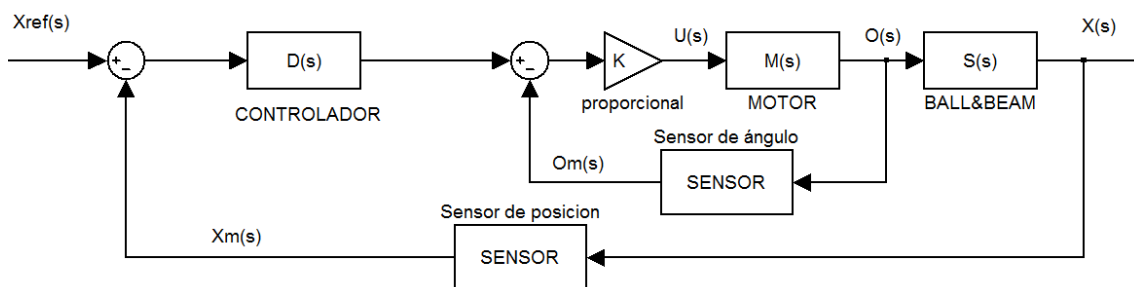 Xref(s)
X(s)
U(s)
O(s)
+
-
D(s)
+
-
K
M(s)
S(s)
CONTROLADOR
proporcional
MOTOR
BALL&BEAM
Sensor de ángulo
Om(s)
SENSOR
Sensor de posicion
Xm(s)
SENSOR